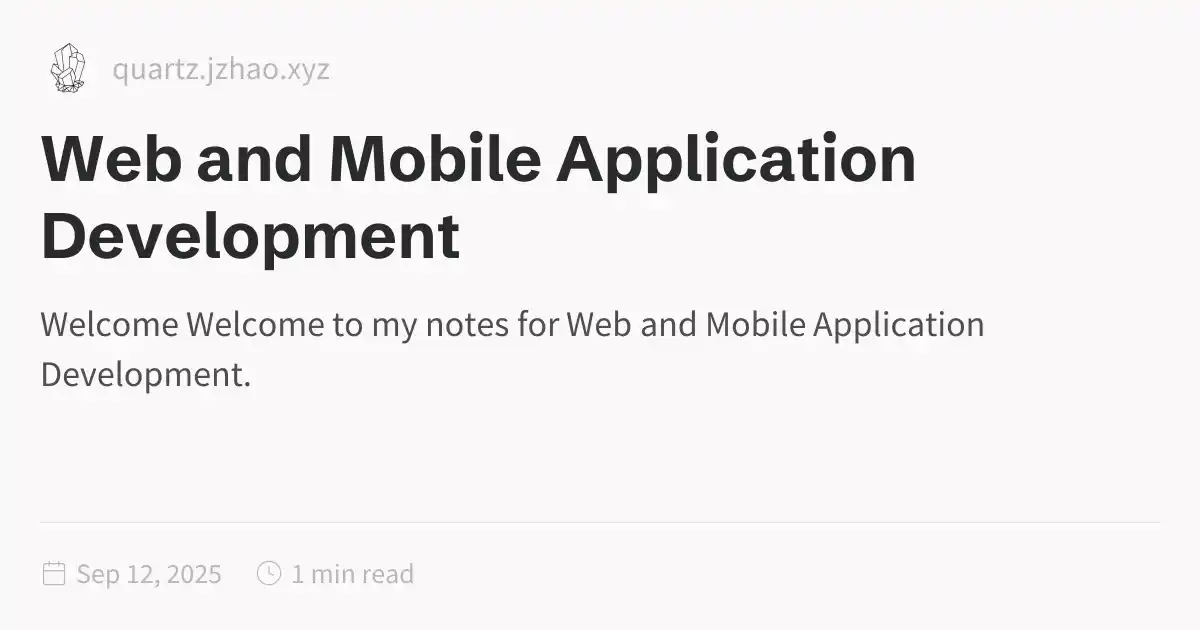 quartz.jzhao.xyz
Web and Mobile Application
Development
Welcome Welcome to my notes for Web and Mobile Application
Development.
Sep 12, 2025 1 min read